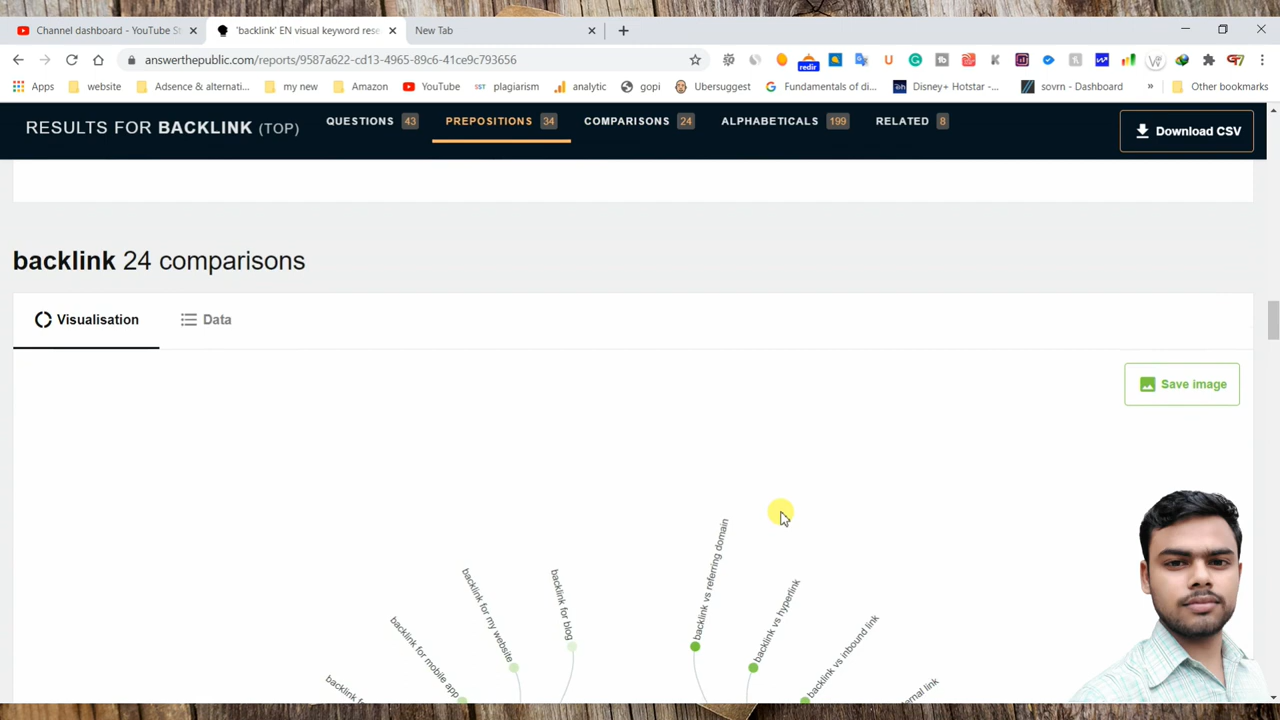 Channel dashboard - YouTube St
'backlink' EN visual keyword rese
New Tab
answerthepublic.com/reports/9587a622-cd13-4965-89c6-41ce9c793656
redir
Apps
website
Adsence & alternati...
my new
Amazon
YouTube
SST plagiarism
analytic
gopi
Ubersuggest
Fundamentals of di...
Disney+ Hotstar - ...
sovrn - Dashboard
»
Other bookmarks
RESULTS FOR BACKLINK (TOP)
QUESTIONS 43
PREPOSITIONS 34
COMPARISONS 24
ALPHABETICALS 199
RELATED 8
Download CSV
backlink 24 comparisons
Visualisation
Data
Save image
backlink vs referring domain
backlink for blog
backlink for my website
backlink vs hyperlink
backlink for mobile app
backlink vs inbound link